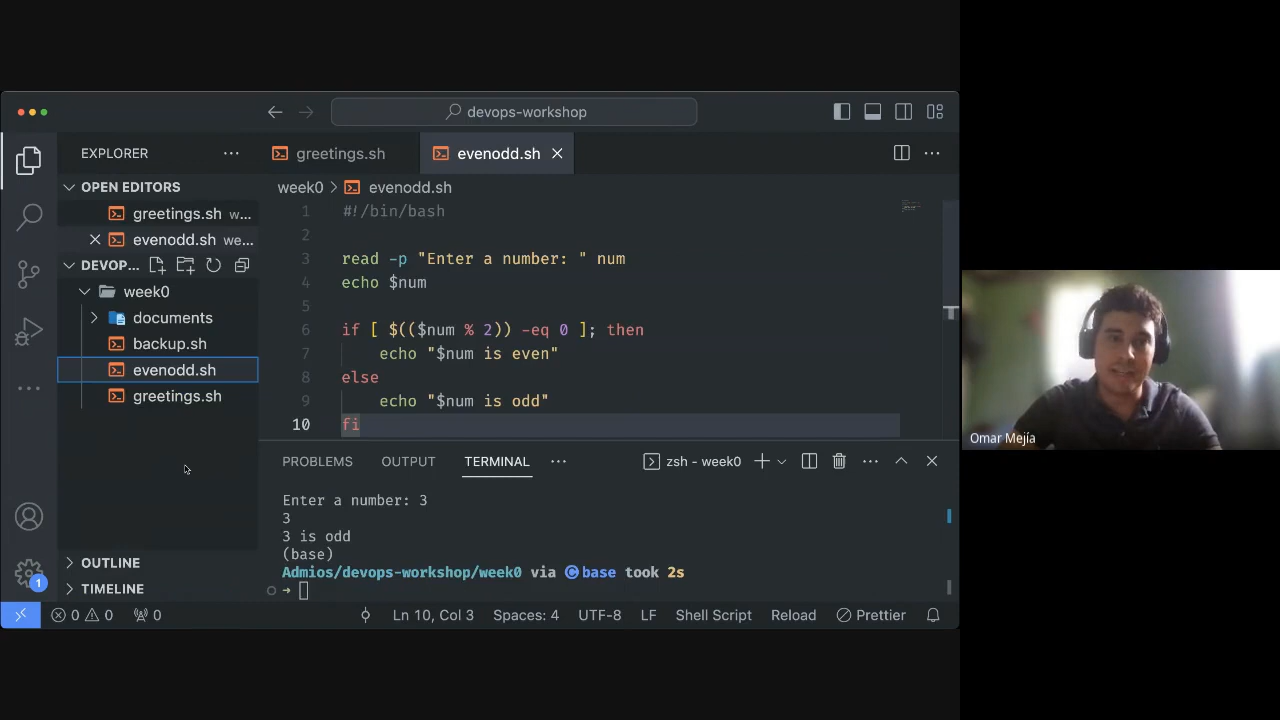 devops-workshop
EXPLORER
greetings.sh
evenodd.sh
OPEN EDITORS
greetings.sh w...
evenodd.sh we...
DEVOP...
week0
documents
backup.sh
evenodd.sh
greetings.sh
OUTLINE
TIMELINE
1
week0 > evenodd.sh
1 #!/bin/bash
2
3 read -p "Enter a number: " num
4 echo $num
5
6 if [ $(($num % 2)) -eq 0 ]; then
7 echo "$num is even"
8 else
9 echo "$num is odd"
10 fi
PROBLEMS OUTPUT TERMINAL ... zsh - week0
Enter a number: 3
3
3 is odd
(base)
Admios/devops-workshop/week0 via C base took 2s
➜
0 0 0 Ln 10, Col 3 Spaces: 4 UTF-8 LF Shell Script Reload Prettier
Omar Mejía